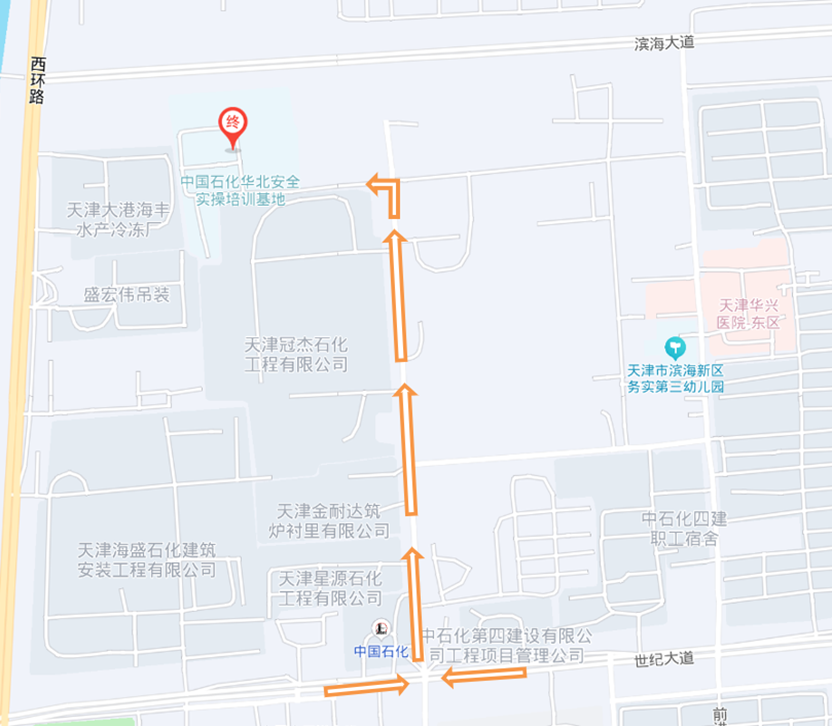 滨海大道
西环路
终
中国石化华北安全
实操培训基地
天津大港海丰
水产冷冻厂
盛宏伟吊装
天津华兴
医院-东区
天津冠杰石化
工程有限公司
天津市滨海新区
务实第三幼儿园
天津金耐达筑
炉衬里有限公司
中石化四建
职工宿舍
天津海盛石化建筑
安装工程有限公司
天津星源石化
工程有限公司
中国石化
中石化第四建设有限公
司工程项目管理公司
世纪大道
前进